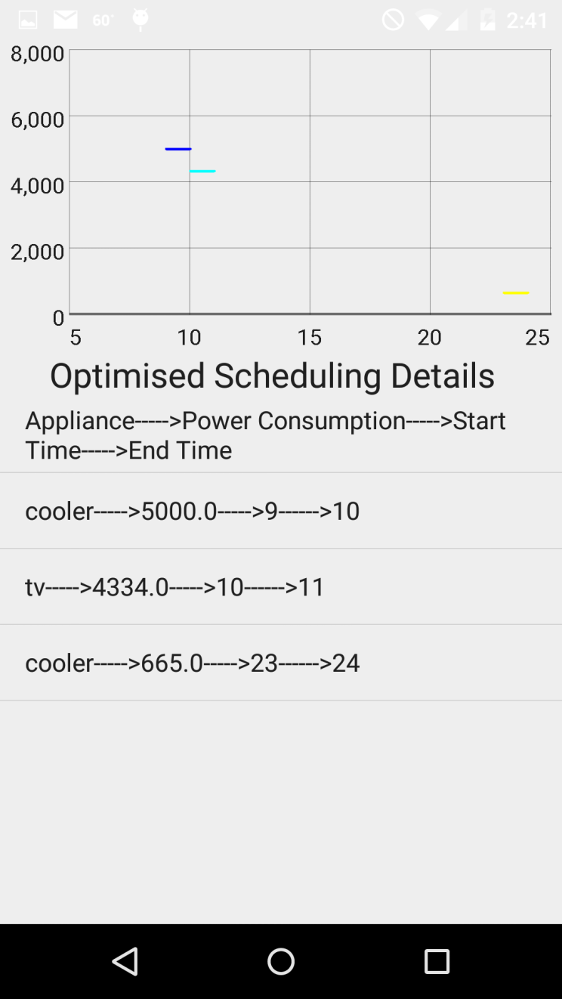 60°
2:41
8,000
6,000
4,000
2,000
0
5 10 15 20 25
Optimised Scheduling Details
Appliance----->Power Consumption----->Start
Time----->End Time
cooler----->5000.0----->9------>10
tv----->4334.0----->10------>11
cooler----->665.0----->23------>24